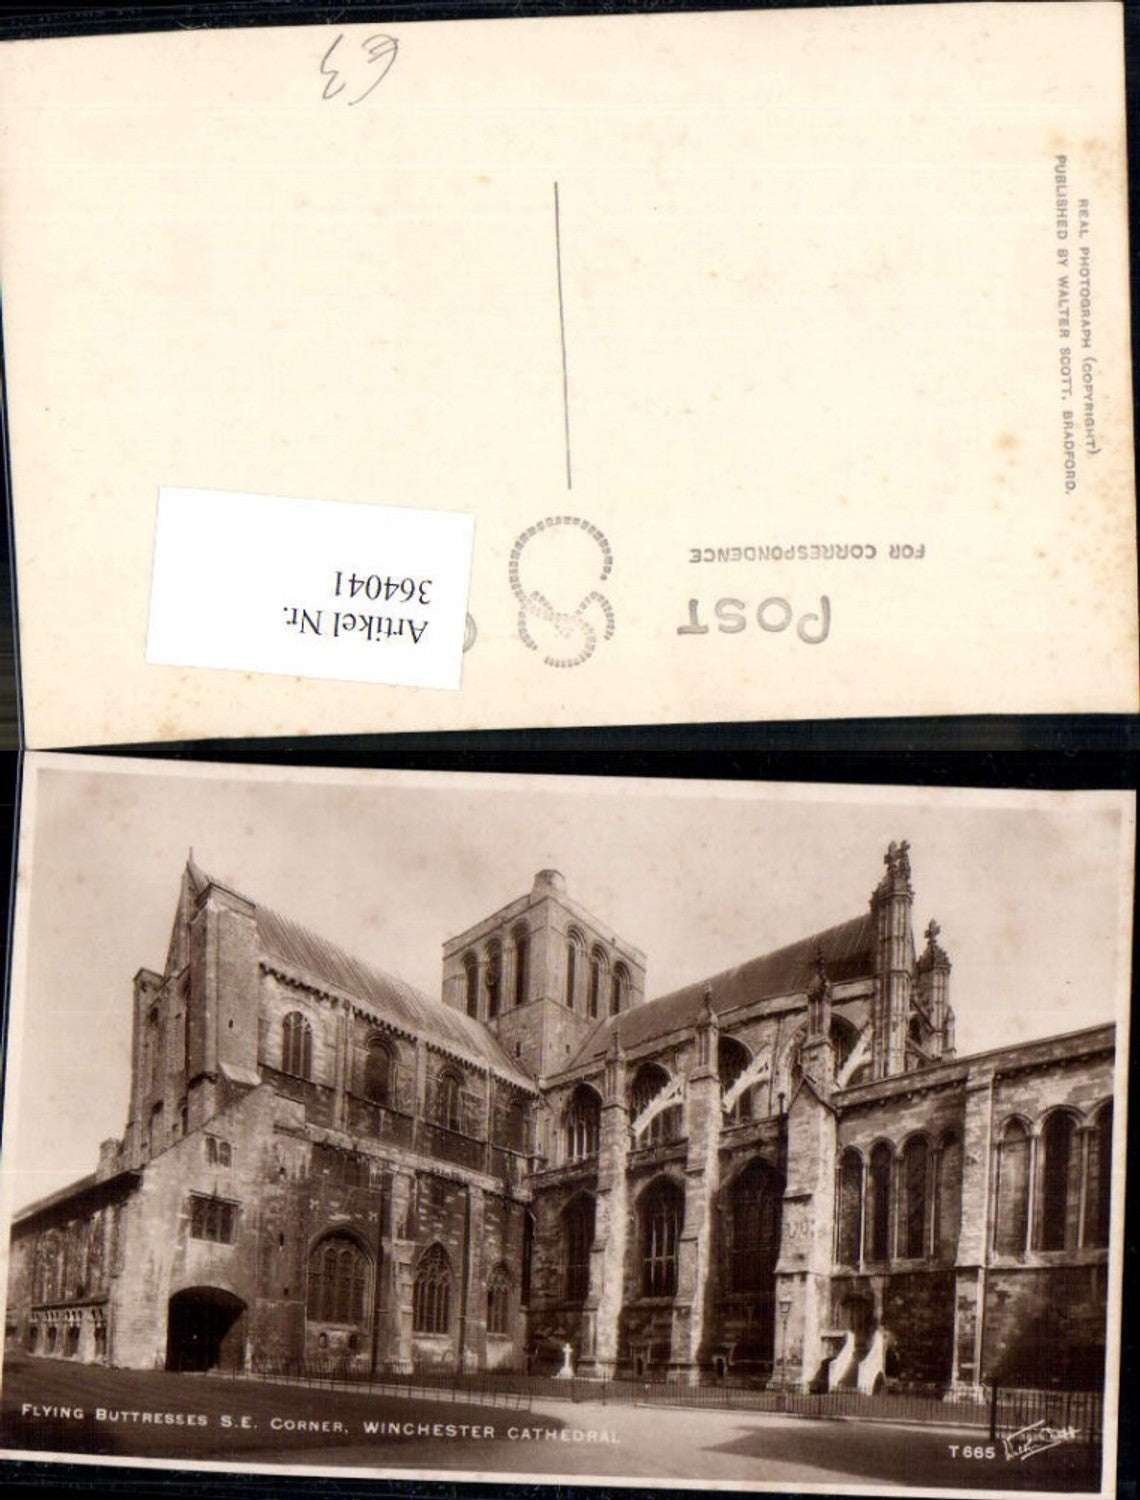 €3
REAL PHOTOGRAPH (COPYRIGHT)
PUBLISHED BY WALTER SCOTT, BRADFORD.
POST
FOR CORRESPONDENCE
Artikel Nr.
364041
FLYING BUTTRESSES S.E. CORNER, WINCHESTER CATHEDRAL
T665